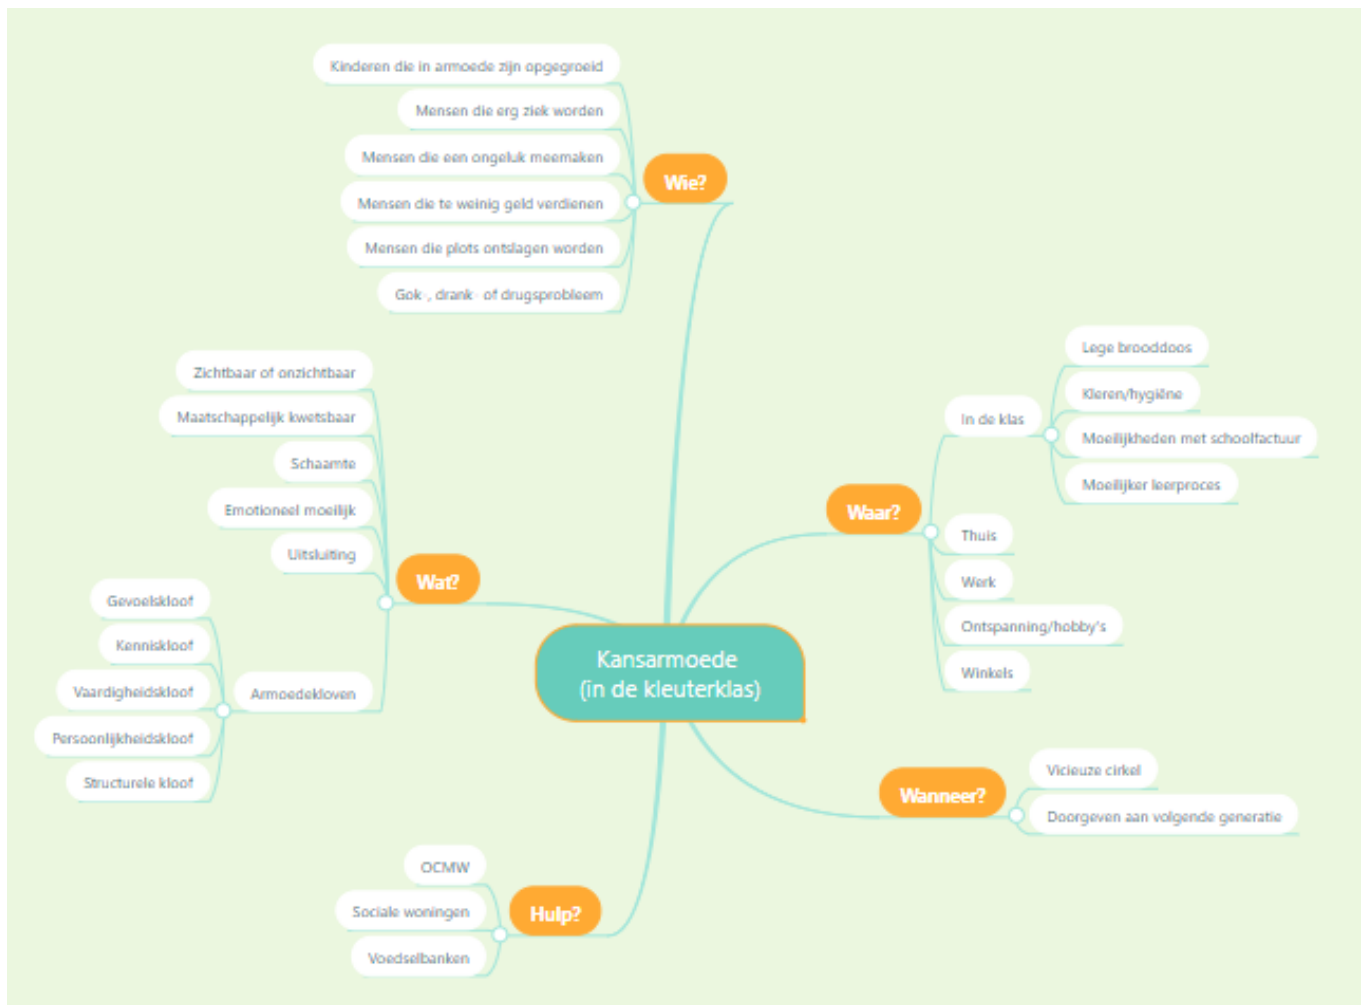 Kinderen die in armoede zijn opgegroeid
Mensen die erg ziek worden
Mensen die een ongeluk meemaken
Mensen die te weinig geld verdienen
Mensen die plots ontslagen worden
Gok-, drank- of drugsprobleem
Wie?
Zichtbaar of onzichtbaar
Maatschappelijk kwetsbaar
Schaamte
Emotioneel moeilijk
Uitsluiting
Wat?
Armoedekloven
Gevoelskloof
Kenniskloof
Vaardigheidskloof
Persoonlijkheidskloof
Structurele kloof
Kansarmoede
(in de kleuterklas)
Waar?
In de klas
Lege brooddoos
Kleren/hygiëne
Moeilijkheden met schoolfactuur
Moeilijker leerproces
Thuis
Werk
Ontspanning/hobby's
Winkels
Wanneer?
Vicieuze cirkel
Doorgeven aan volgende generatie
Hulp?
OCMW
Sociale woningen
Voedselbanken